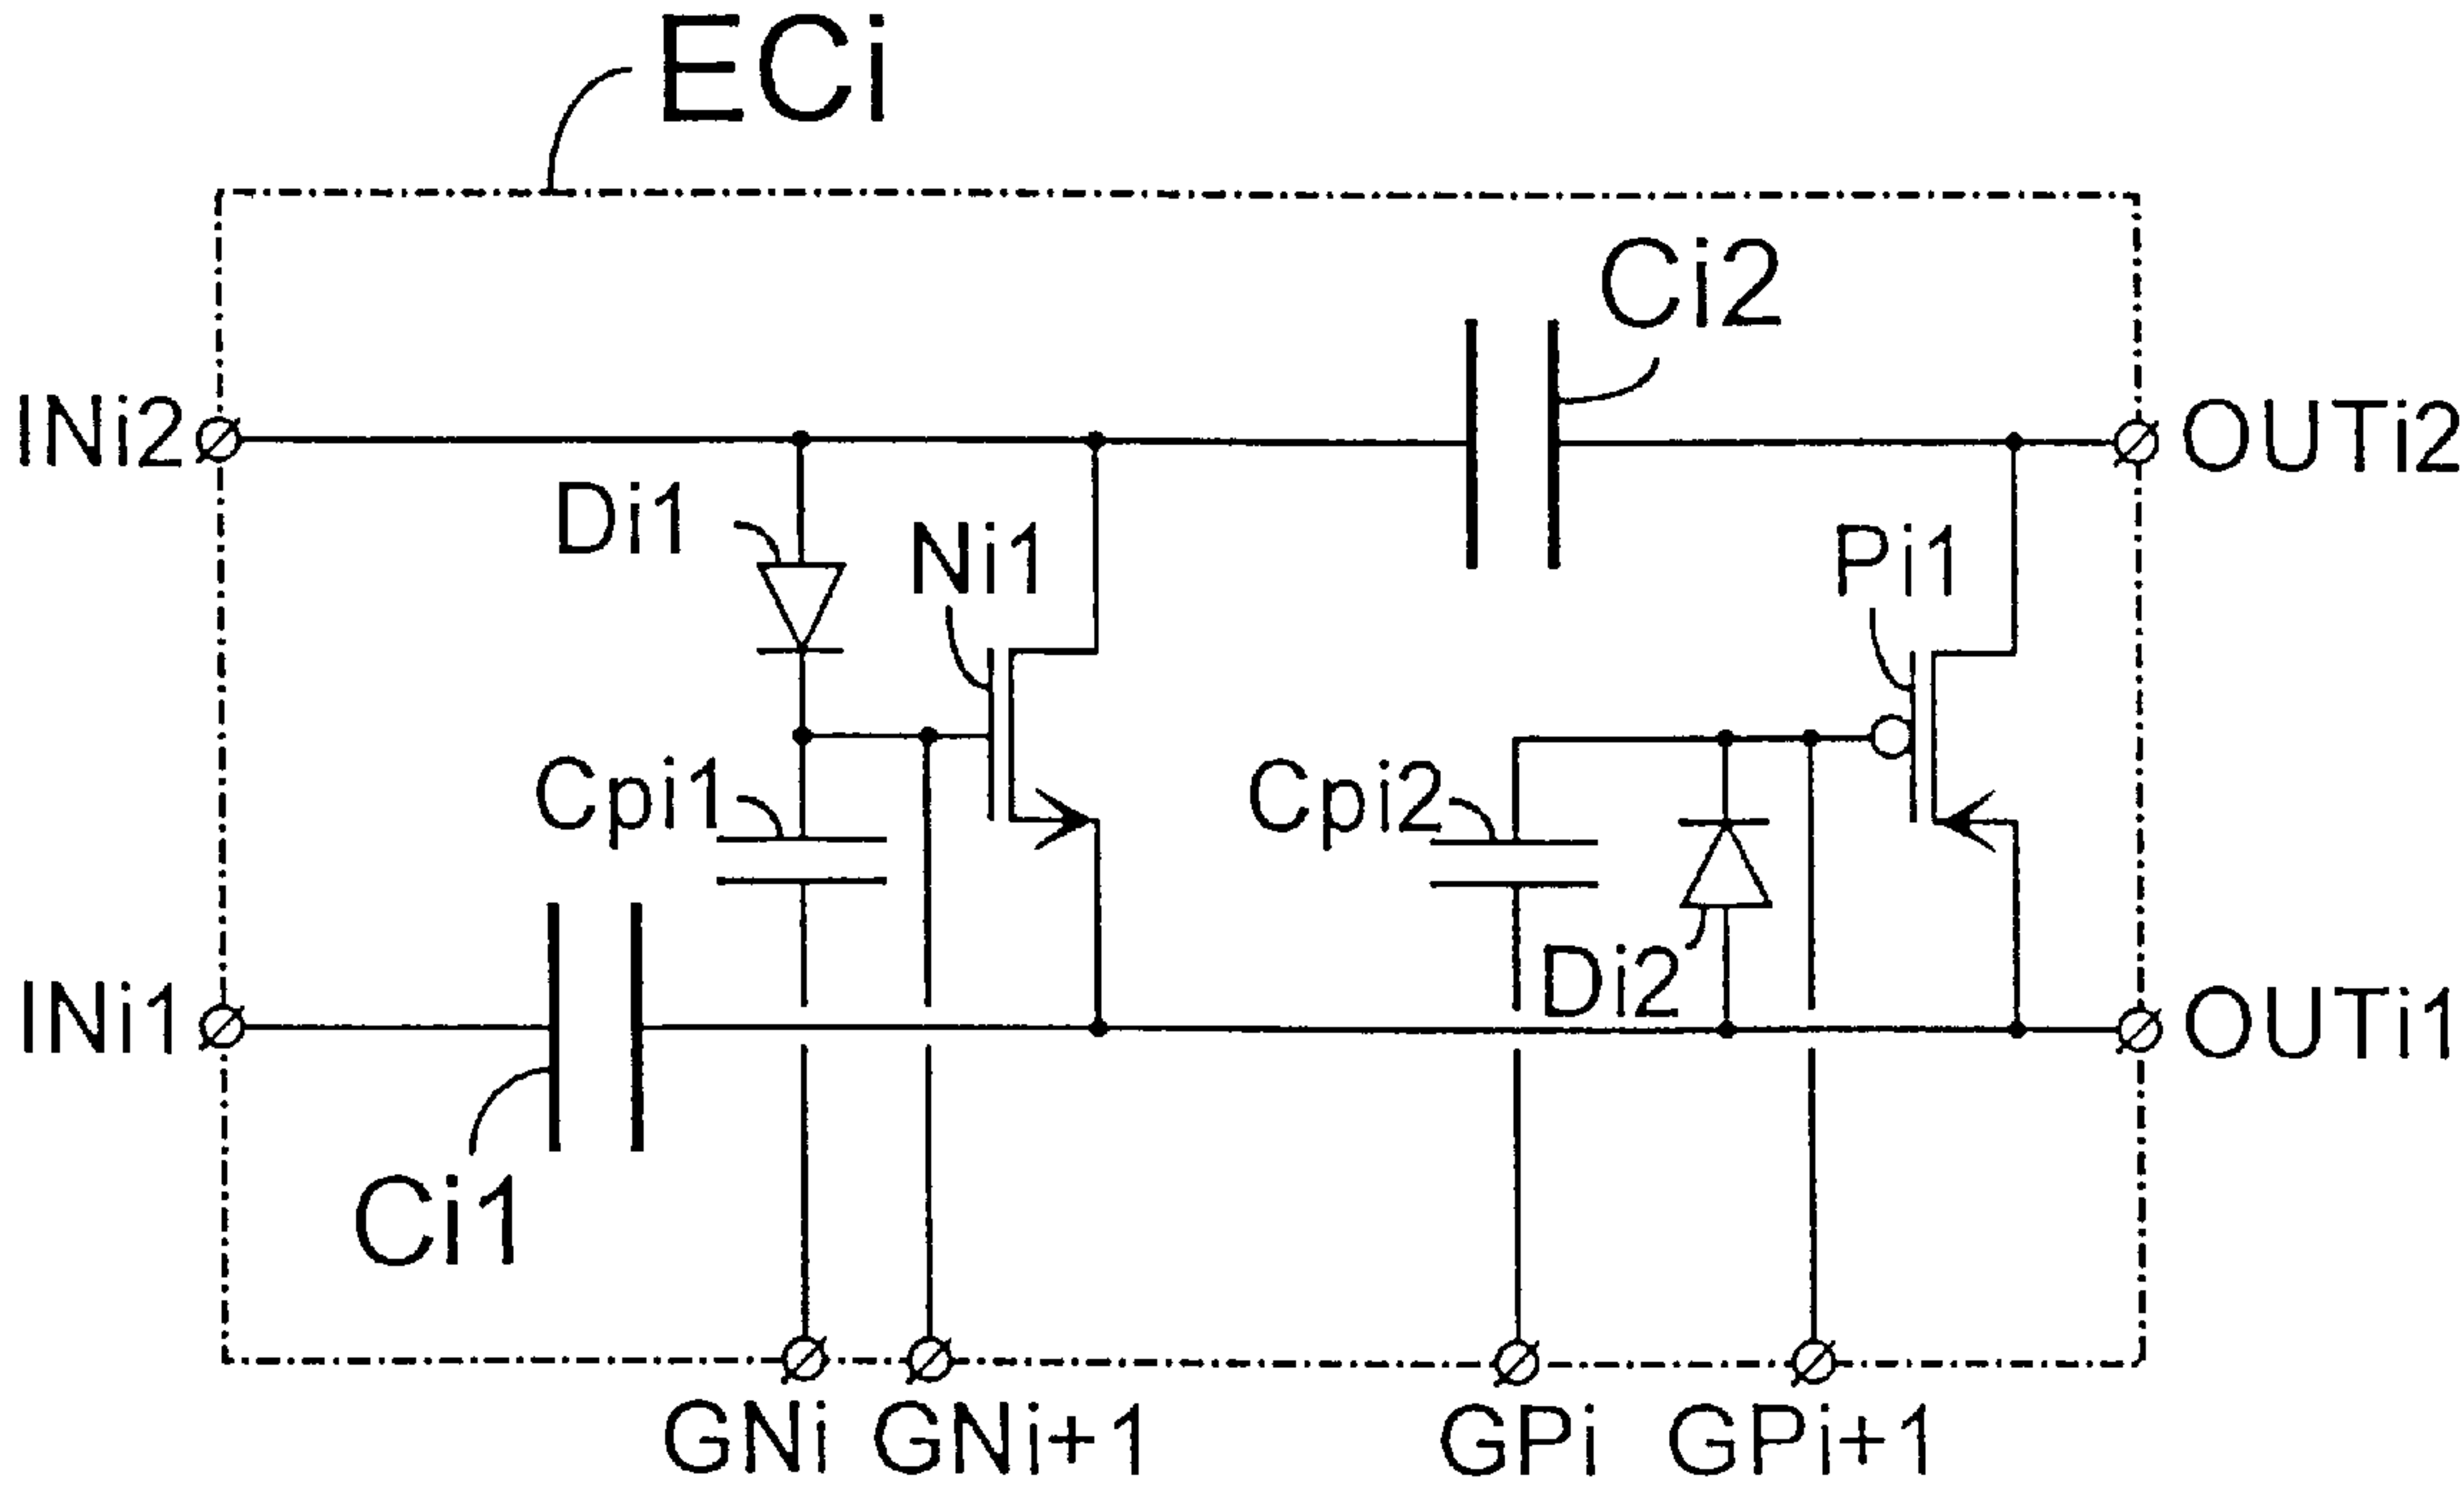 ECi
Ci2
INi2
OUTi2
Di1
Ni1
Pi1
Cpi1
Cpi2
Di2
INi1
OUTi1
Ci1
GNi
GNi+1
GPi
GPi+1